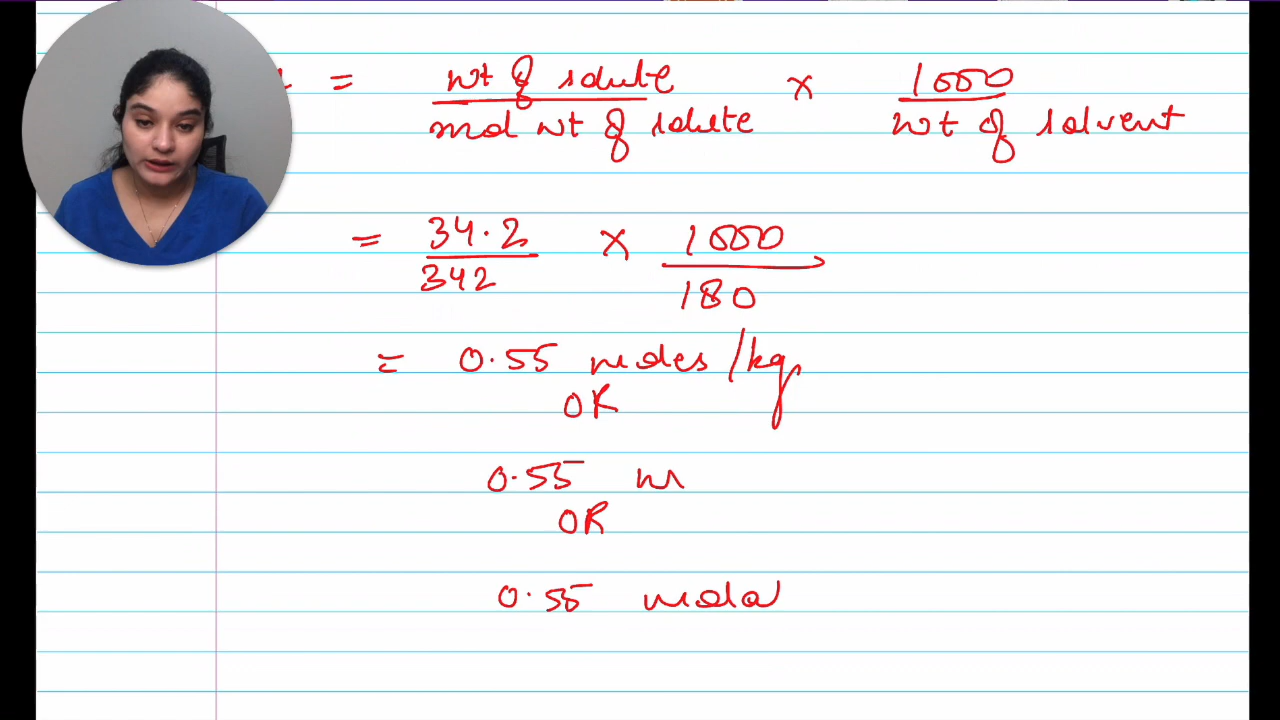 = wt of solute / mol wt of solute × 1000 / wt of solvent
= 34.2 / 342 × 1000 / 180
= 0.55 moles/kg
OR
0.55 m
OR
0.55 molal